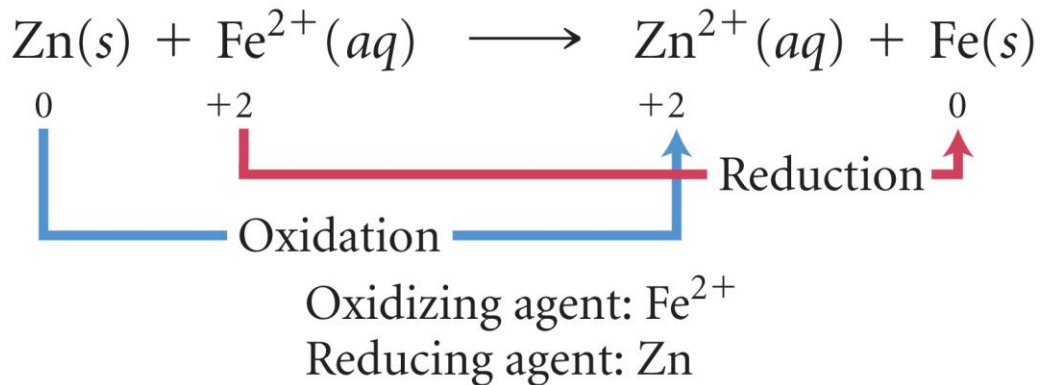 Zn(s) + Fe²⁺(aq) ⟶ Zn²⁺(aq) + Fe(s)
0 +2 +2 0
Reduction
Oxidation
Oxidizing agent: Fe²⁺
Reducing agent: Zn